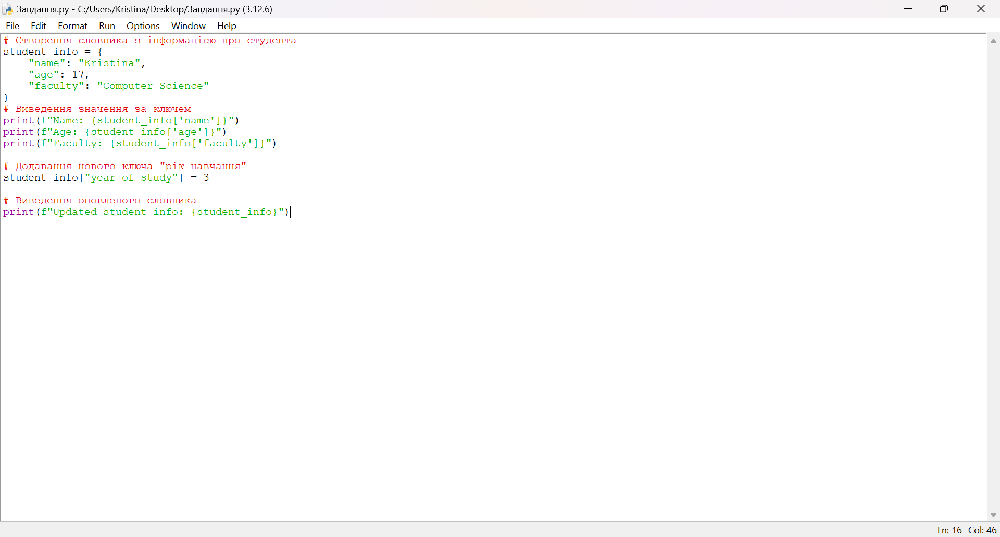 Завдання.py - C:/Users/Kristina/Desktop/Завдання.py (3.12.6)
File Edit Format Run Options Window Help
# Створення словника з інформацією про студента
student_info = {
    "name": "Kristina",
    "age": 17,
    "faculty": "Computer Science"
}
# Виведення значення за ключем
print(f"Name: {student_info['name']}")
print(f"Age: {student_info['age']}")
print(f"Faculty: {student_info['faculty']}")
# Додавання нового ключа "рік навчання"
student_info["year_of_study"] = 3
# Виведення оновленого словника
print(f"Updated student info: {student_info}")
Ln: 16 Col: 46